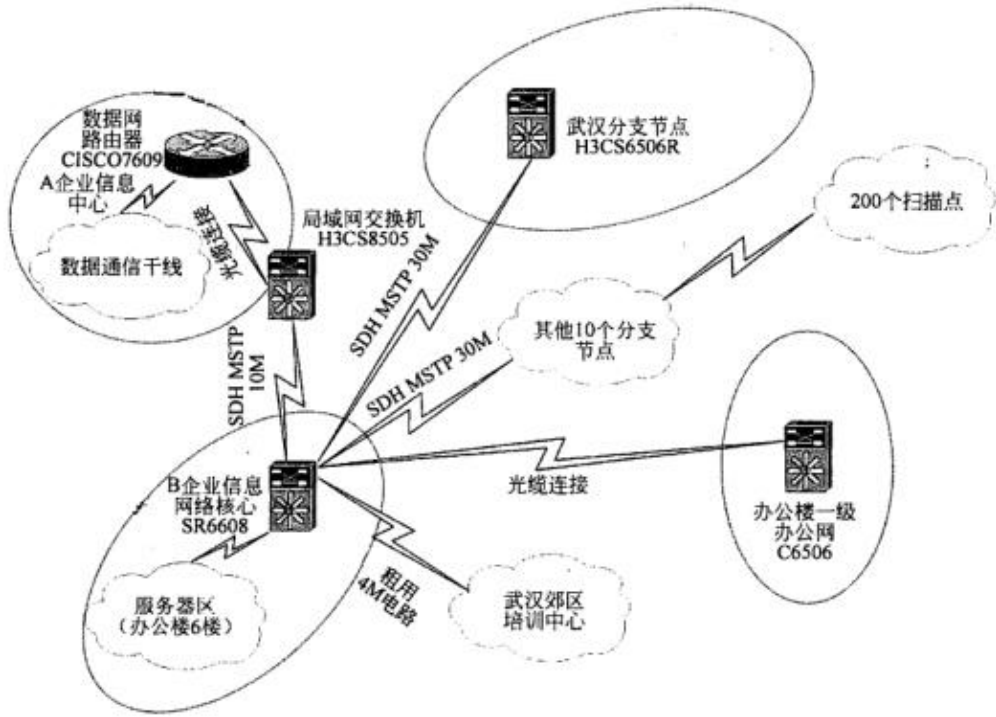 数据网
路由器
CISCO7609
A企业信息
中心
数据通信干线
光缆连接
局域网交换机
H3CS8505
SDH MSTP
10M
武汉分支节点
H3CS6506R
SDH MSTP 30M
200个扫描点
其他10个分支
节点
SDH MSTP 30M
B企业信息
网络核心
SR6608
光缆连接
办公楼一级
办公网
C6506
服务器区
(办公楼6楼)
租用
4M电路
武汉郊区
培训中心